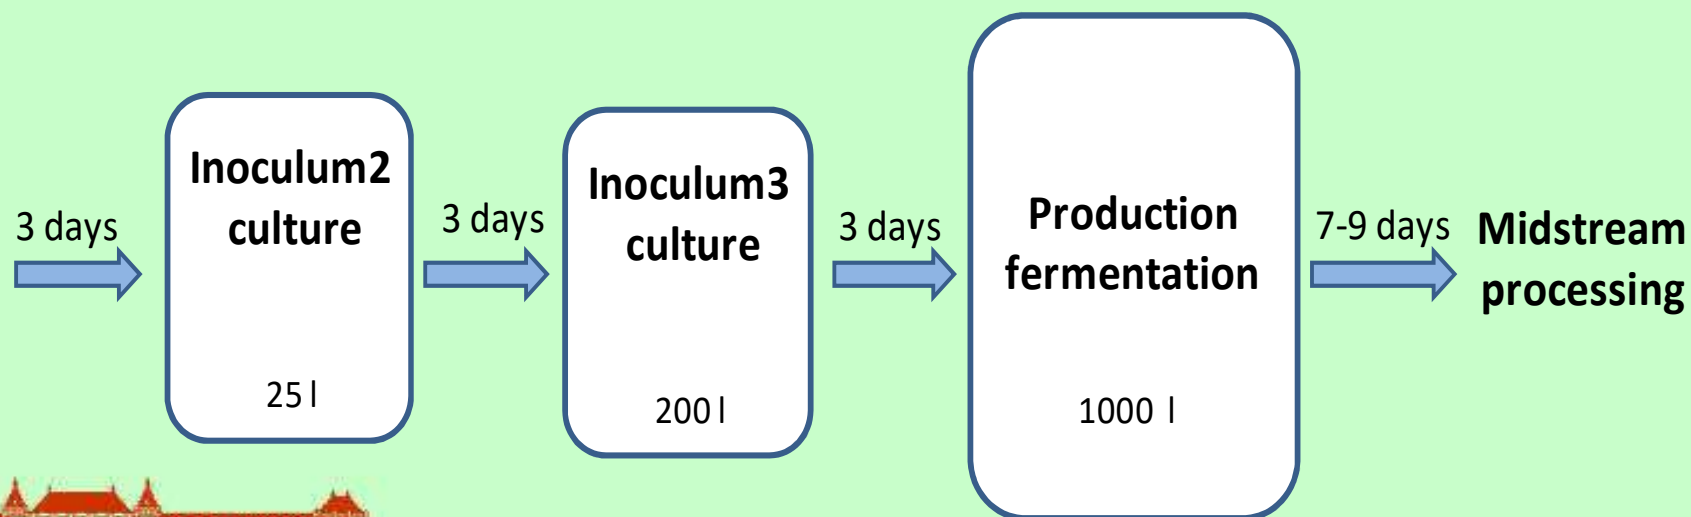 3 days
Inoculum2
culture
25 l
3 days
Inoculum3
culture
200 l
3 days
Production
fermentation
1000 l
7-9 days
Midstream
processing